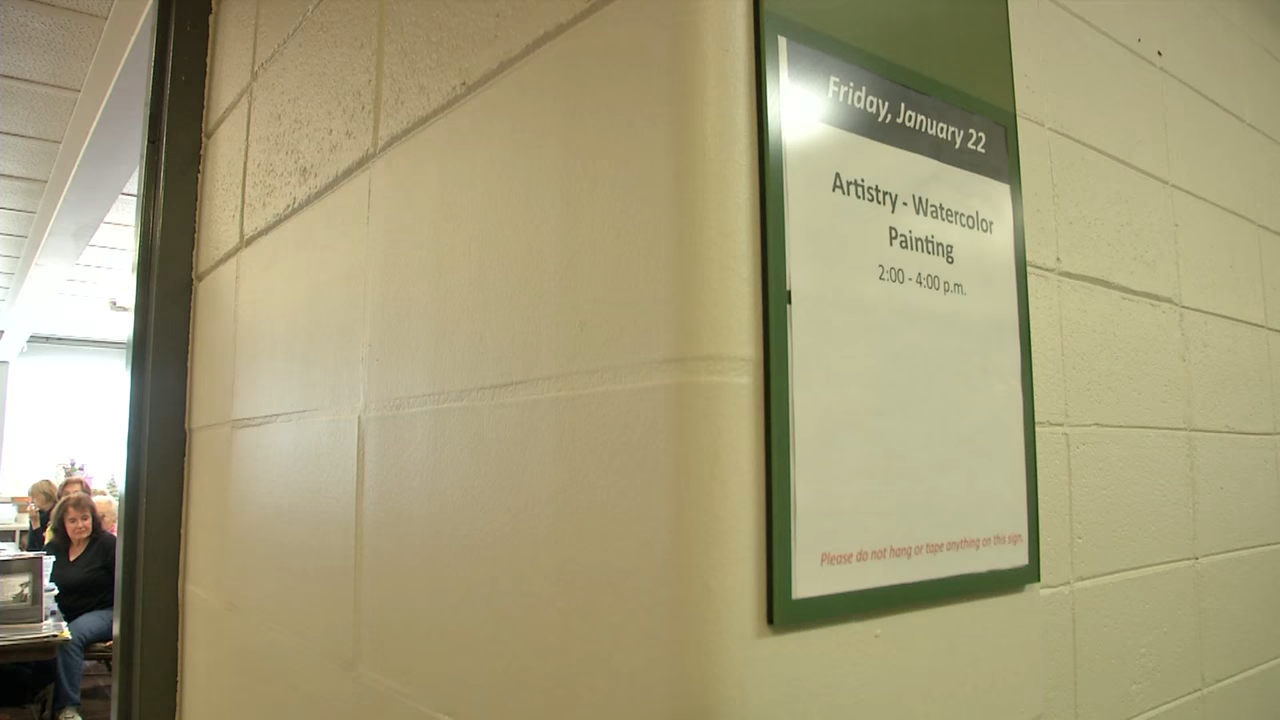 Friday, January 22
Artistry - Watercolor
Painting
2:00 - 4:00 p.m.
Please do not hang or tape anything on this sign.